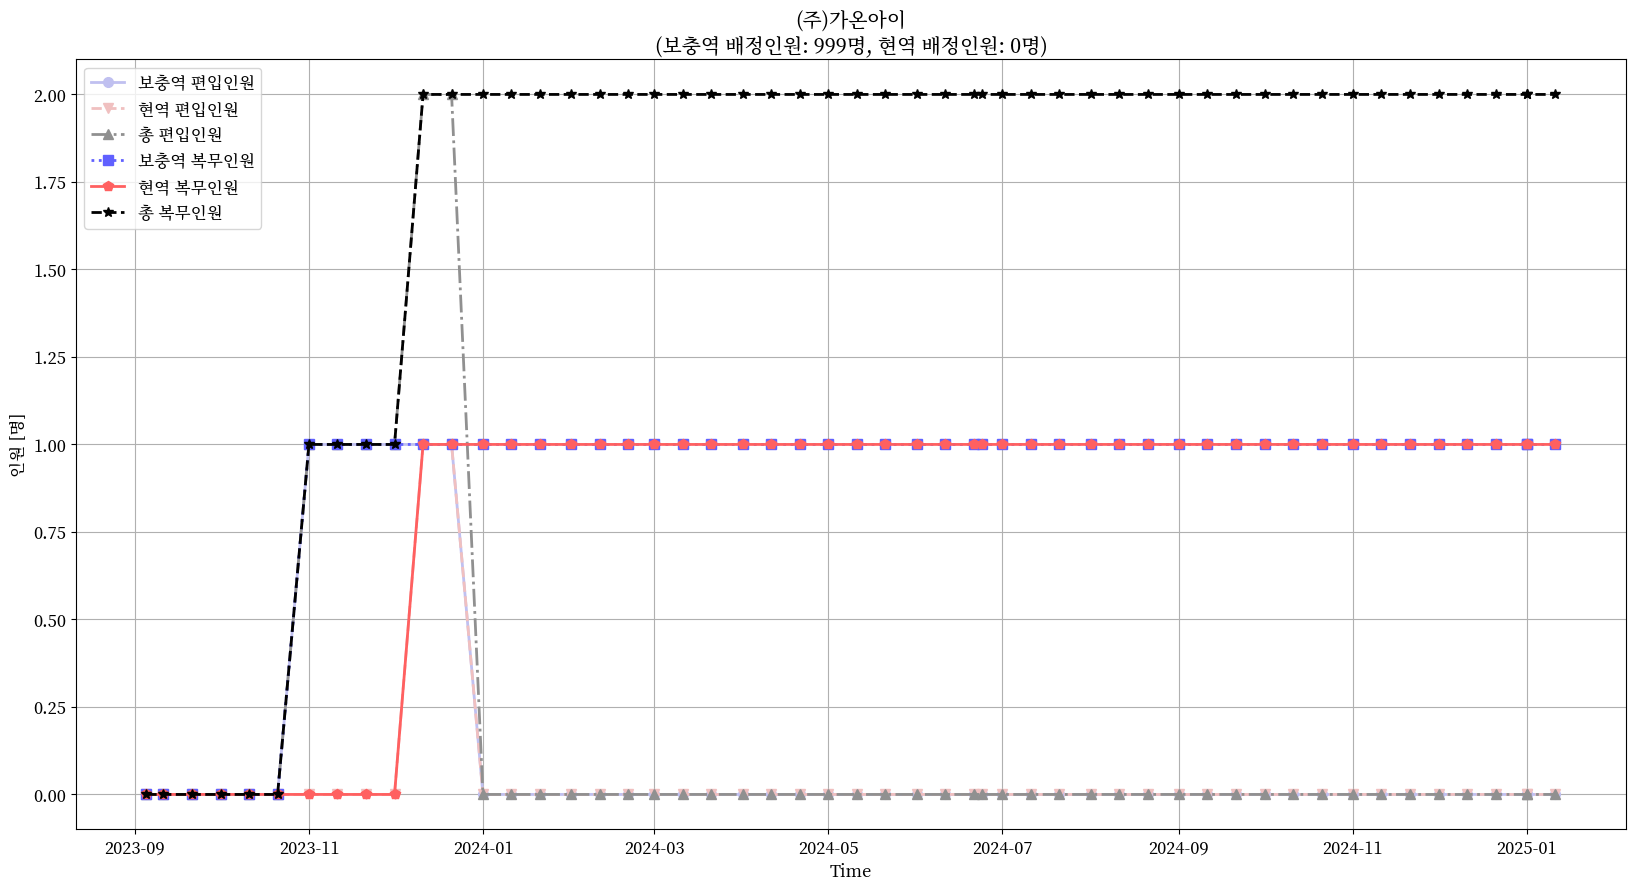 (주)가온아이
(보충역 배정인원: 999명, 현역 배정인원: 0명)
보충역 편입인원
현역 편입인원
총 편입인원
보충역 복무인원
현역 복무인원
총 복무인원
2.00
1.75
1.50
1.25
1.00
0.75
0.50
0.25
0.00
인원 [명]
2023-09
2023-11
2024-01
2024-03
2024-05
2024-07
2024-09
2024-11
2025-01
Time